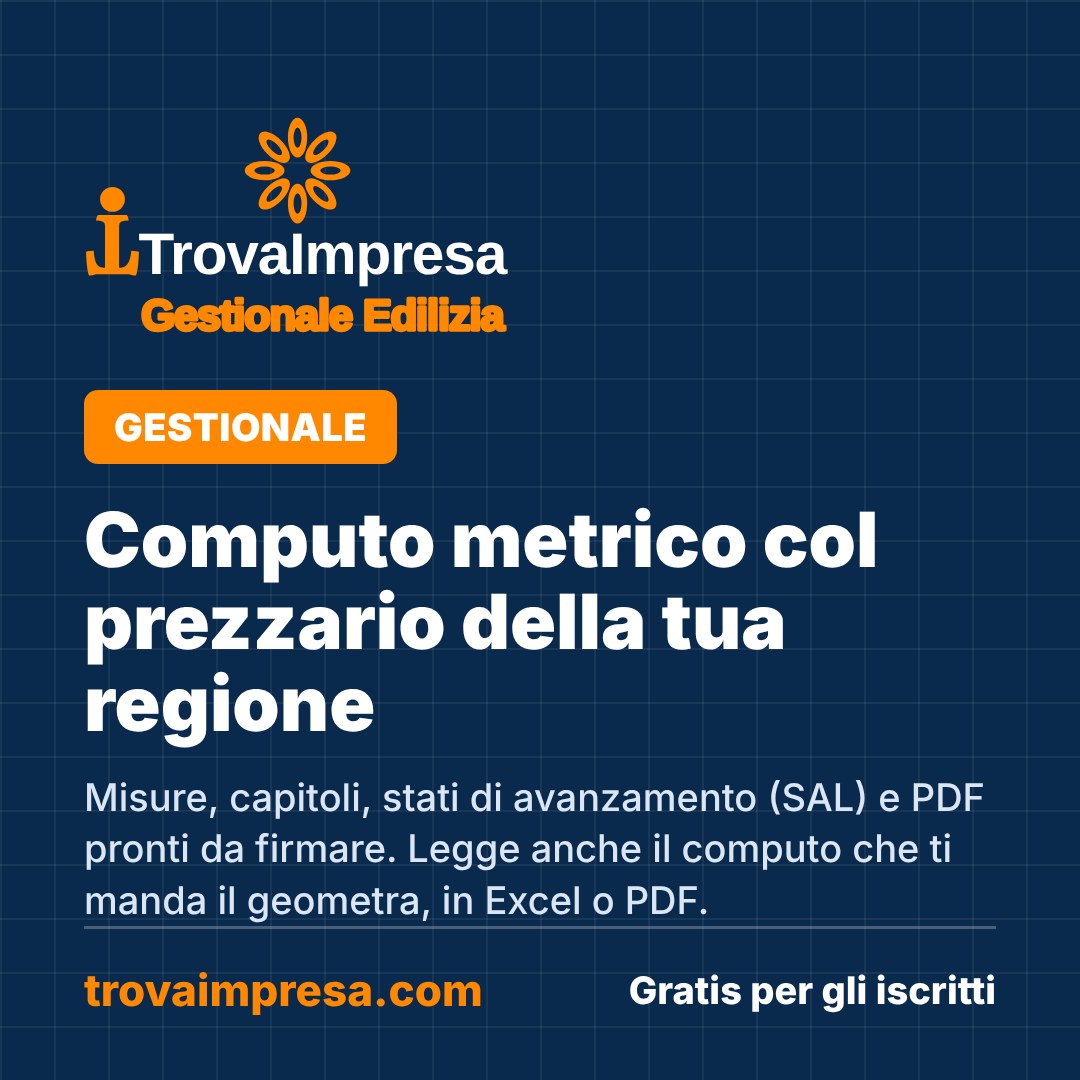 TrovaImpresa
Gestionale Edilizia
GESTIONALE
Computo metrico col
prezzario della tua
regione
Misure, capitoli, stati di avanzamento (SAL) e PDF
pronti da firmare. Legge anche il computo che ti
manda il geometra, in Excel o PDF.
trovaimpresa.com
Gratis per gli iscritti